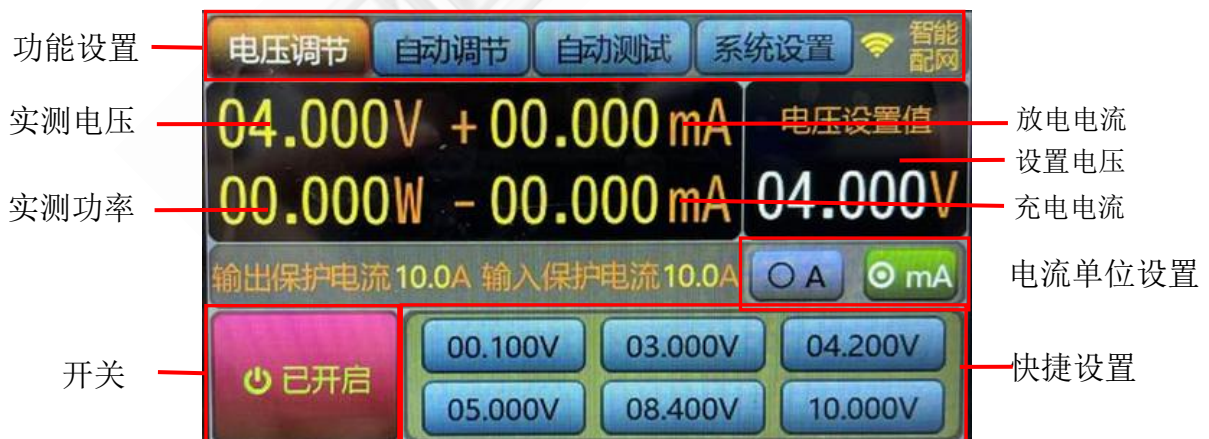 电压调节 自动调节 自动测试 系统设置 智能配网
功能设置
实测电压
04.000V +00.000mA 电压设置值
放电电流
设置电压
实测功率
00.000W -00.000mA 04.000V
充电电流
输出保护电流10.0A 输入保护电流10.0A A mA
电流单位设置
开关
已开启
00.100V 03.000V 04.200V
05.000V 08.400V 10.000V
快捷设置